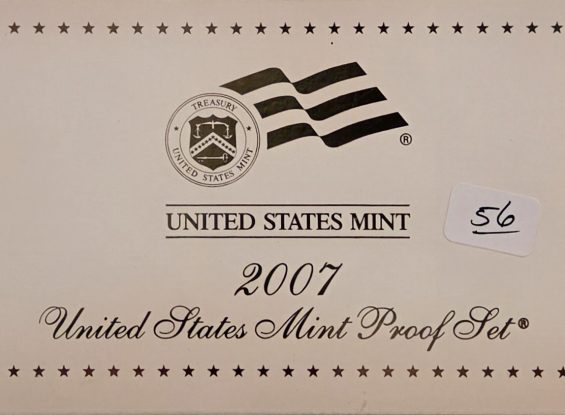 TREASURY
UNITED STATES MINT
®
UNITED STATES MINT
56
2007
United States Mint Proof Set®